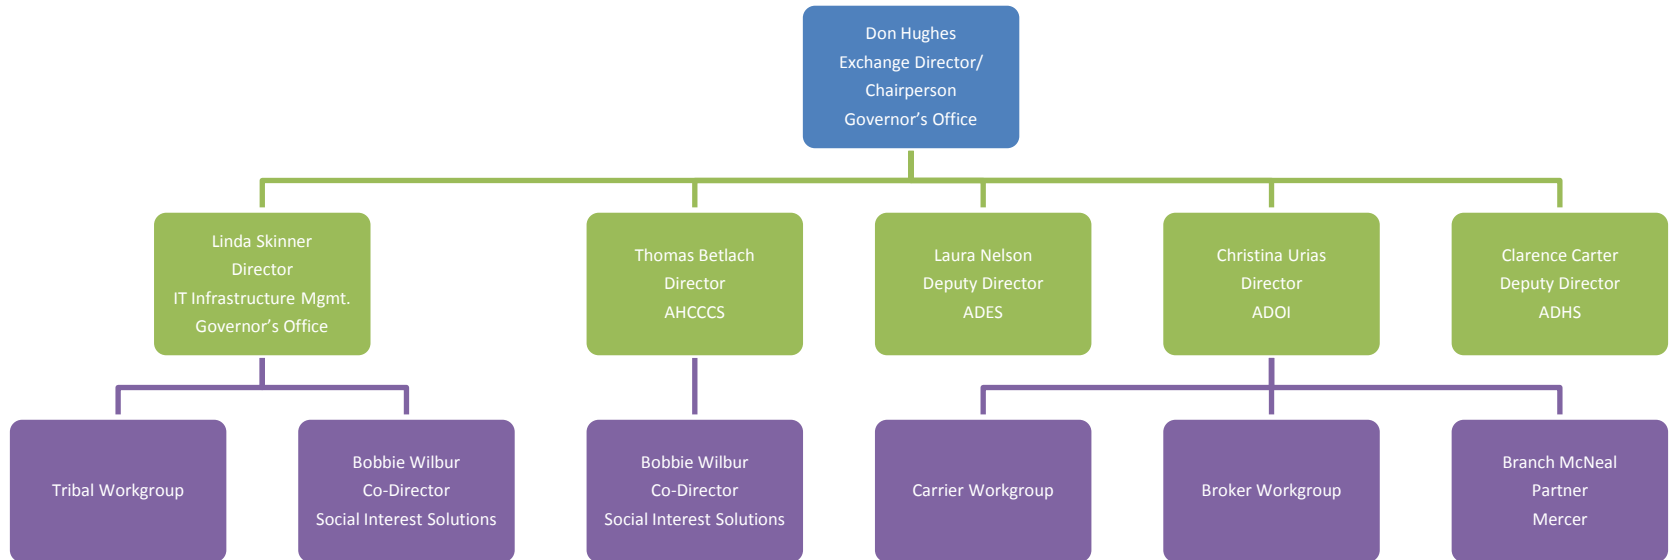 Don Hughes
Exchange Director/
Chairperson
Governor’s Office
Linda Skinner
Director
IT Infrastructure Mgmt.
Governor’s Office
Thomas Betlach
Director
AHCCCS
Laura Nelson
Deputy Director
ADES
Christina Urias
Director
ADOI
Clarence Carter
Deputy Director
ADHS
Tribal Workgroup
Bobbie Wilbur
Co-Director
Social Interest Solutions
Bobbie Wilbur
Co-Director
Social Interest Solutions
Carrier Workgroup
Broker Workgroup
Branch McNeal
Partner
Mercer